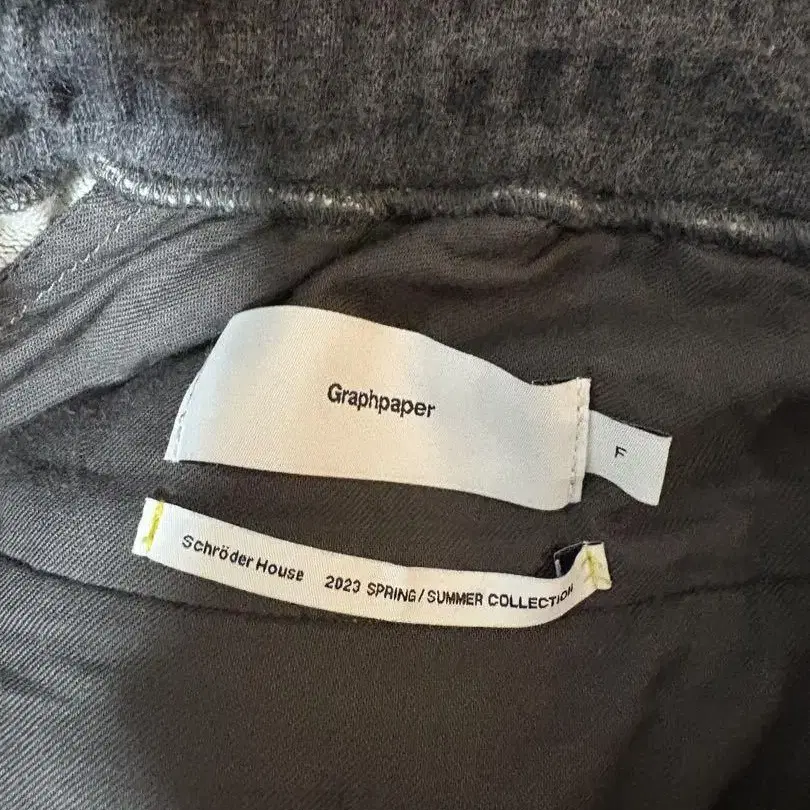 Graphpaper
F
Schröder House 2023 SPRING/SUMMER COLLECTION